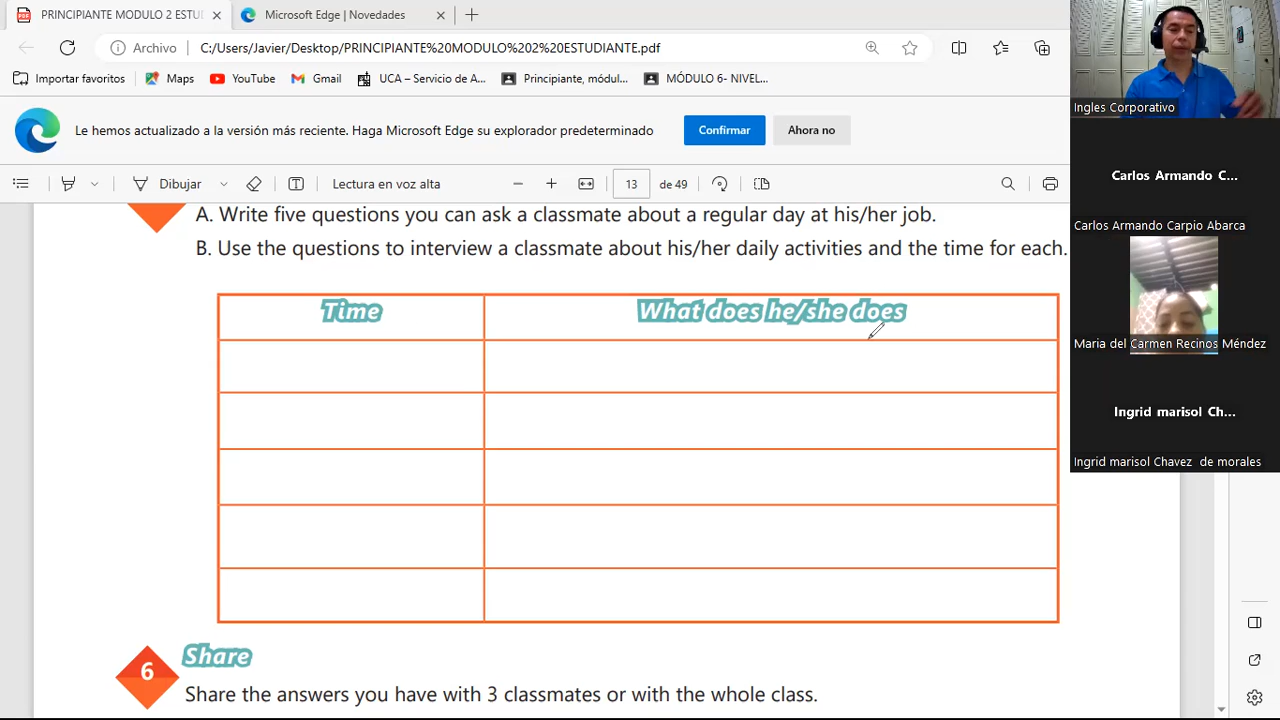 PRINCIPIANTE MODULO 2 ESTU
Microsoft Edge | Novedades
Archivo
C:/Users/Javier/Desktop/PRINCIPIANTE%20MODULO%202%20ESTUDIANTE.pdf
Importar favoritos
Maps
YouTube
Gmail
UCA – Servicio de A...
Principiante, módul...
MÓDULO 6- NIVEL...
Le hemos actualizado a la versión más reciente. Haga Microsoft Edge su explorador predeterminado
Confirmar
Ahora no
Dibujar
Lectura en voz alta
13
de 49
A. Write five questions you can ask a classmate about a regular day at his/her job.
B. Use the questions to interview a classmate about his/her daily activities and the time for each.
Time
What does he/she does
6
Share
Share the answers you have with 3 classmates or with the whole class.
Ingles Corporativo
Carlos Armando C...
Carlos Armando Carpio Abarca
Maria del Carmen Recinos Méndez
Ingrid marisol Ch...
Ingrid marisol Chavez de morales